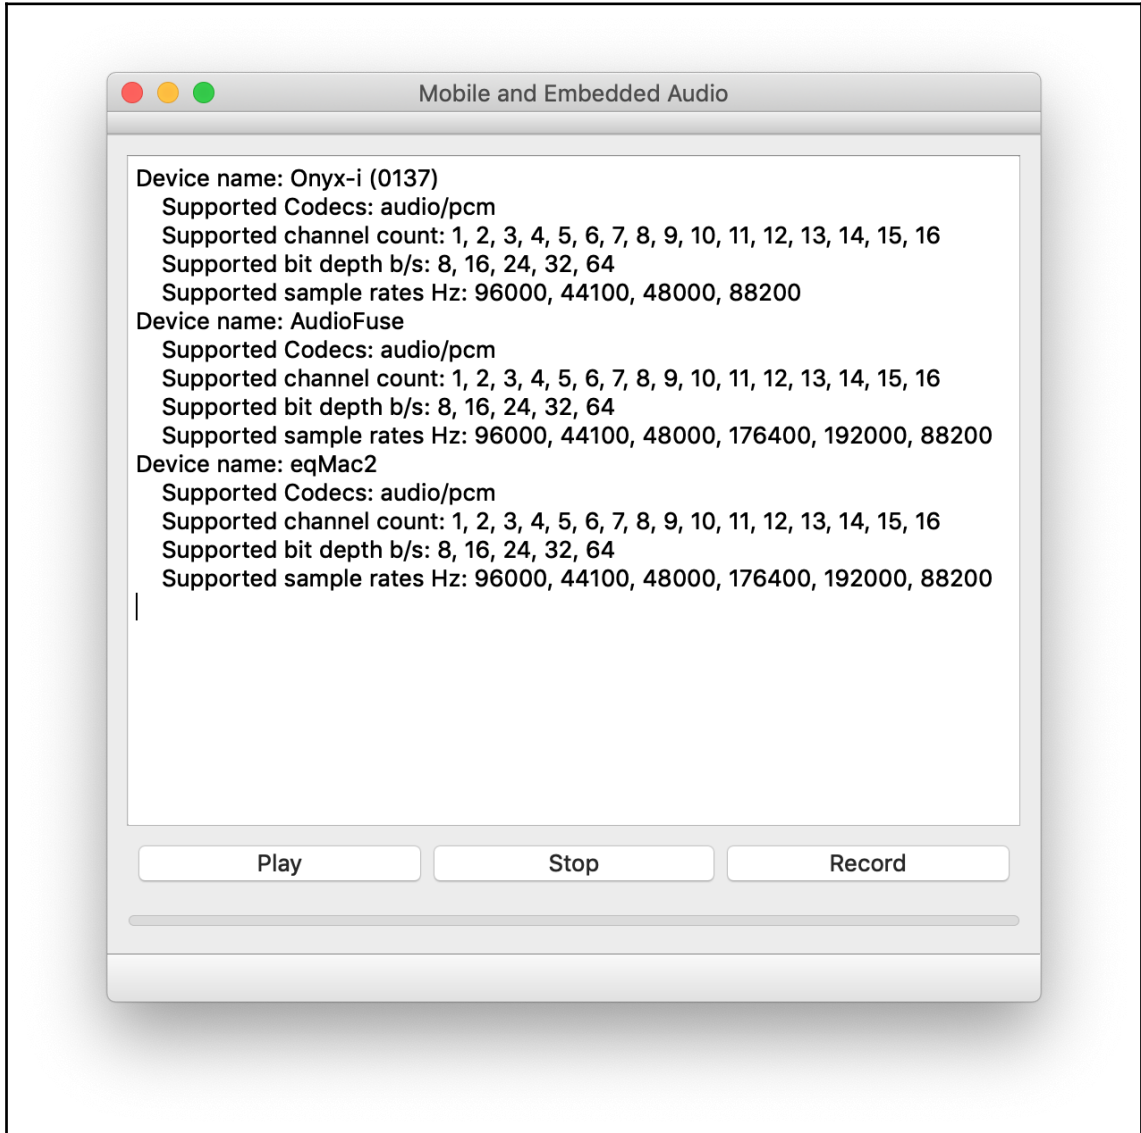 Mobile and Embedded Audio
Device name: Onyx-i (0137)
Supported Codecs: audio/pcm
Supported channel count: 1, 2, 3, 4, 5, 6, 7, 8, 9, 10, 11, 12, 13, 14, 15, 16
Supported bit depth b/s: 8, 16, 24, 32, 64
Supported sample rates Hz: 96000, 44100, 48000, 88200
Device name: AudioFuse
Supported Codecs: audio/pcm
Supported channel count: 1, 2, 3, 4, 5, 6, 7, 8, 9, 10, 11, 12, 13, 14, 15, 16
Supported bit depth b/s: 8, 16, 24, 32, 64
Supported sample rates Hz: 96000, 44100, 48000, 176400, 192000, 88200
Device name: eqMac2
Supported Codecs: audio/pcm
Supported channel count: 1, 2, 3, 4, 5, 6, 7, 8, 9, 10, 11, 12, 13, 14, 15, 16
Supported bit depth b/s: 8, 16, 24, 32, 64
Supported sample rates Hz: 96000, 44100, 48000, 176400, 192000, 88200
Play Stop Record